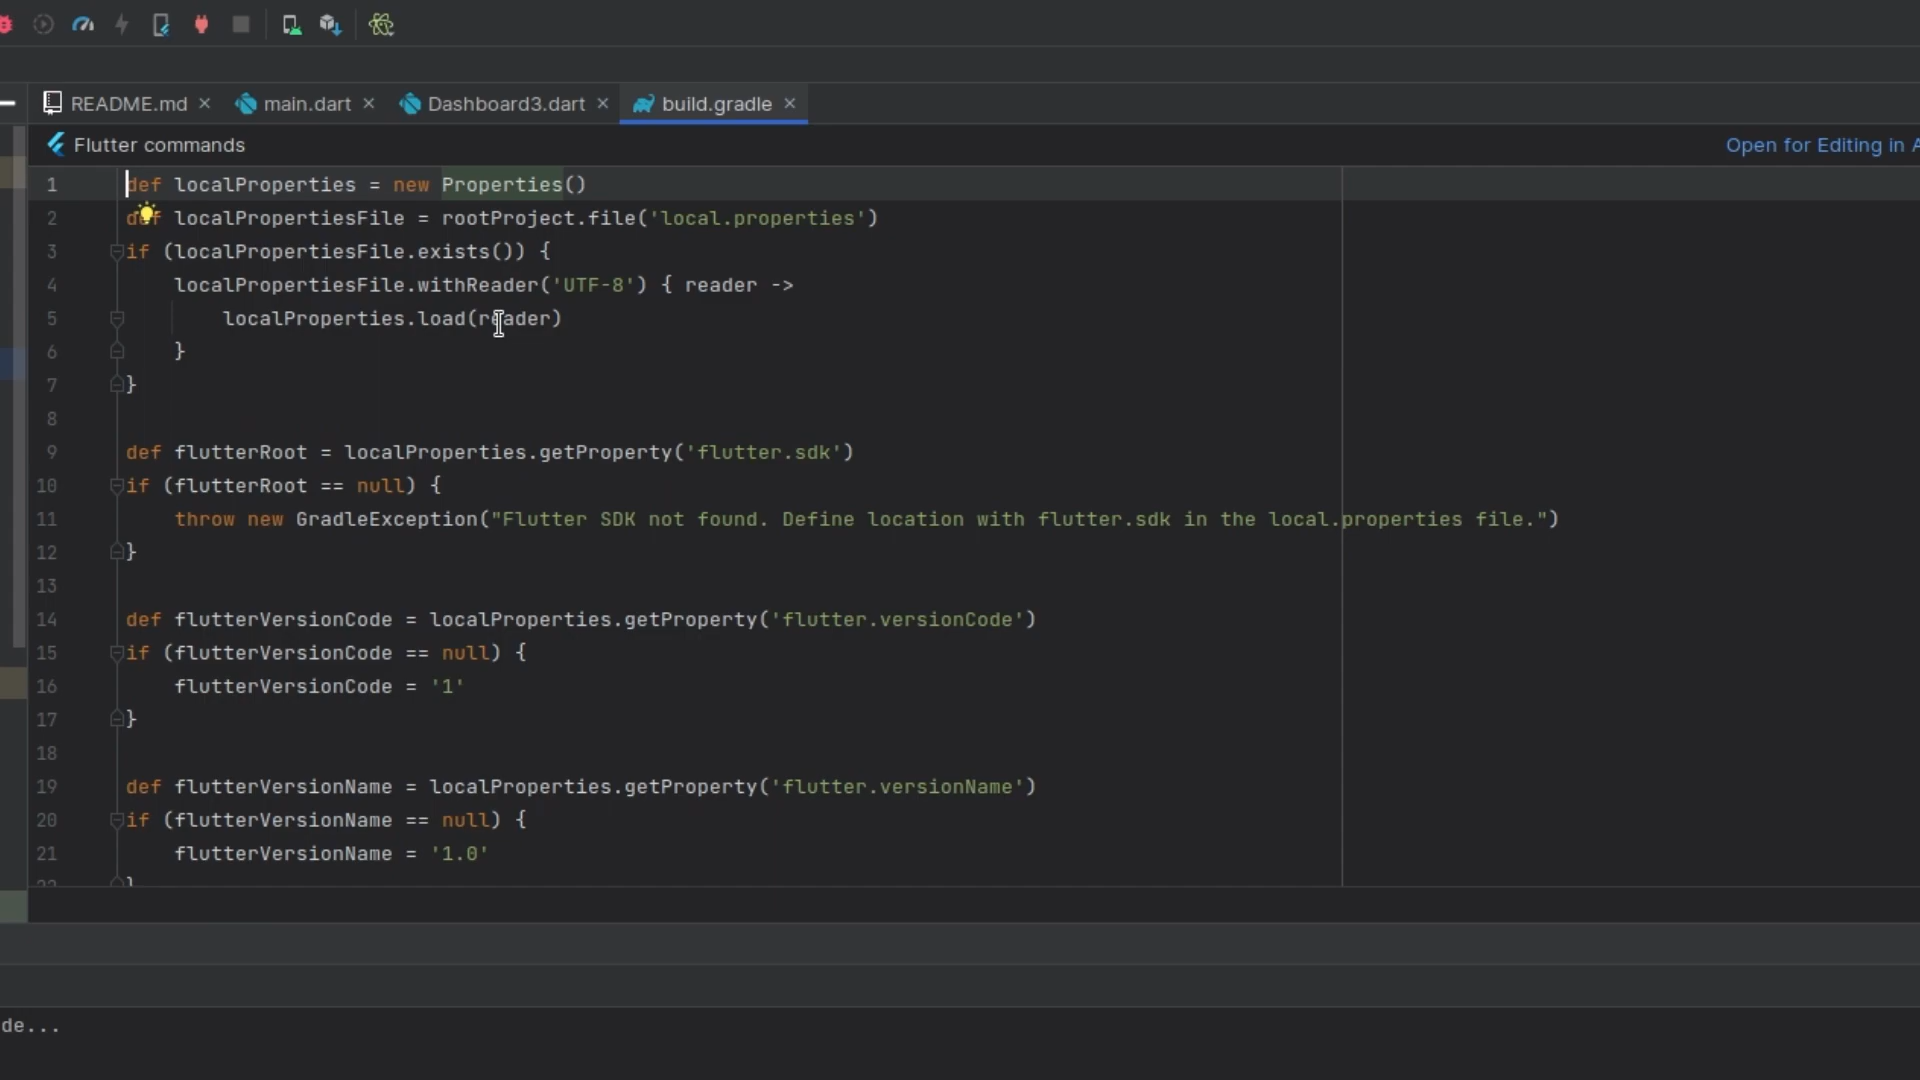 README.md
main.dart
Dashboard3.dart
build.gradle
Flutter commands
Open for Editing in
1 def localProperties = new Properties()
2 def localPropertiesFile = rootProject.file('local.properties')
3 if (localPropertiesFile.exists()) {
4 localPropertiesFile.withReader('UTF-8') { reader ->
5 localProperties.load(reader)
6 }
7 }
8
9 def flutterRoot = localProperties.getProperty('flutter.sdk')
10 if (flutterRoot == null) {
11 throw new GradleException("Flutter SDK not found. Define location with flutter.sdk in the local.properties file.")
12 }
13
14 def flutterVersionCode = localProperties.getProperty('flutter.versionCode')
15 if (flutterVersionCode == null) {
16 flutterVersionCode = '1'
17 }
18
19 def flutterVersionName = localProperties.getProperty('flutter.versionName')
20 if (flutterVersionName == null) {
21 flutterVersionName = '1.0'
22 }
de...